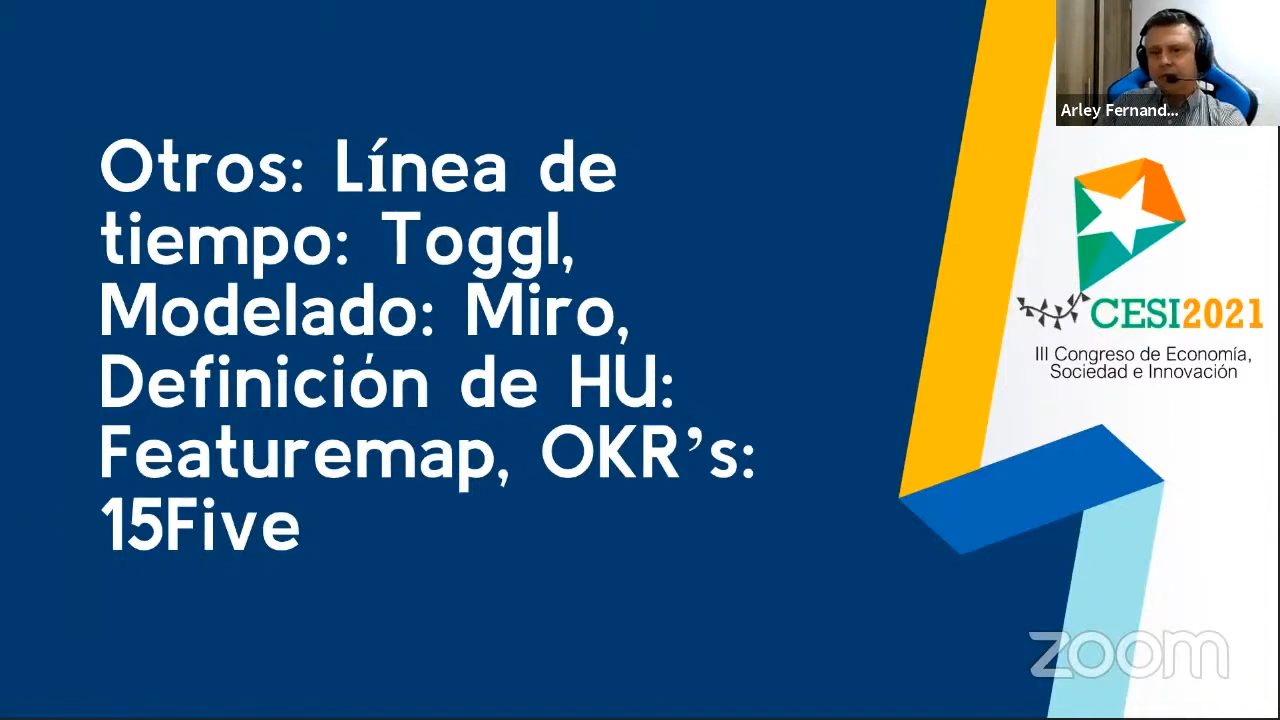 Otros: Línea de
tiempo: Toggl,
Modelado: Miro,
Definición de HU:
Featuremap, OKR’s:
15Five
Arley Fernand...
CESI2021
III Congreso de Economía,
Sociedad e Innovación
zoom